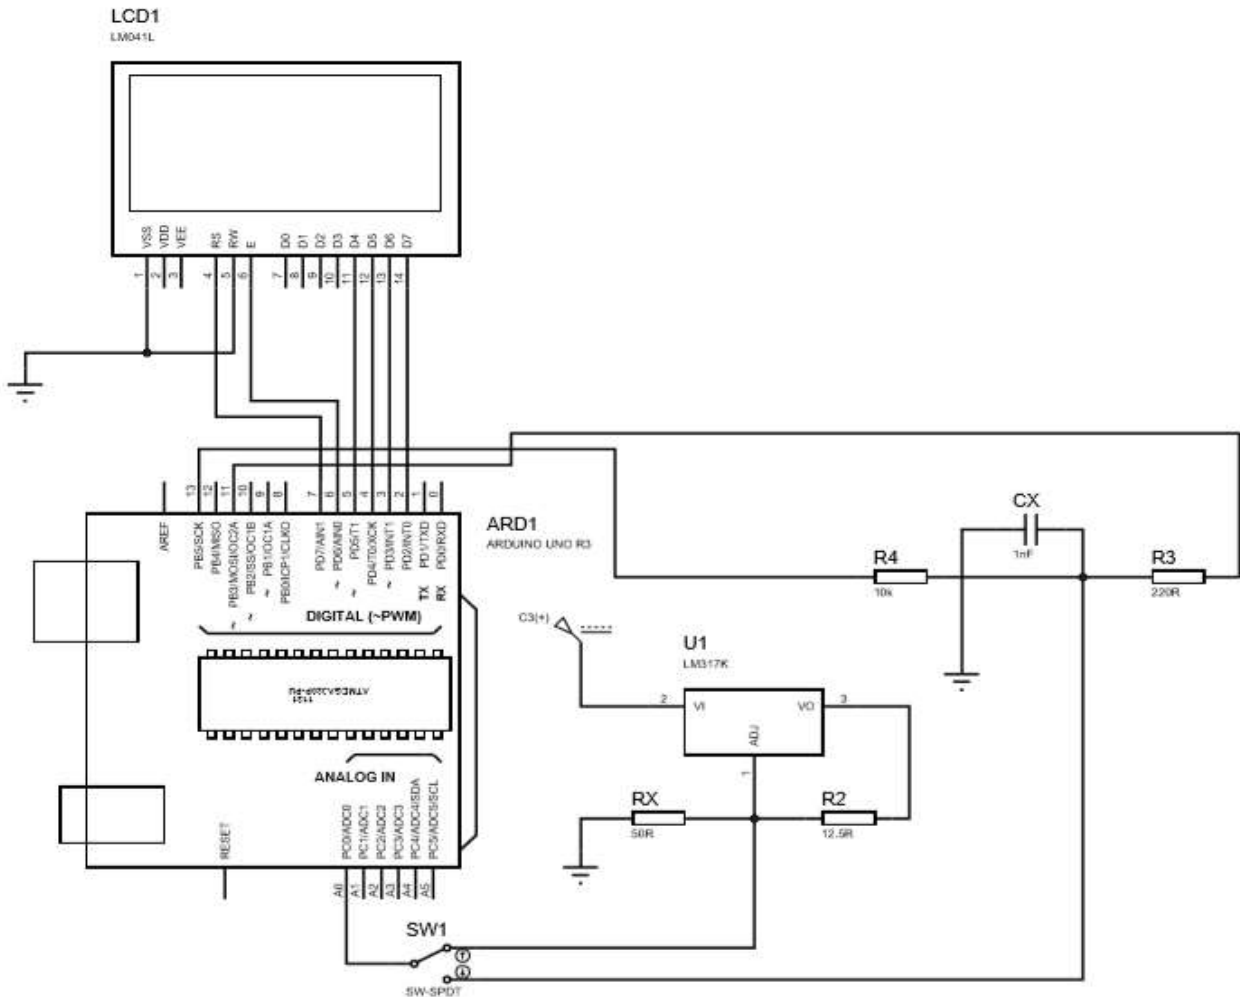 LCD1
LM041L
VSS
VDD
VEE
RS
RW
E
D0
D1
D2
D3
D4
D5
D6
D7
1
2
3
4
5
6
7
8
9
10
11
12
13
14
13
12
11
10
9
8
7
6
5
4
3
2
1
0
AREF
PB5/SCK
PB4/MISO
~ PB3/MOSI/OC2A
~ PB2/SS/OC1B
~ PB1/OC1A
PB0/ICP1/CLKO
PD7/AIN1
~ PD6/AIN0
~ PD5/T1
PD4/T0/XCK
~ PD3/INT1
PD2/INT0
TX PD1/TXD
RX PD0/RXD
ARD1
ARDUINO UNO R3
DIGITAL (~PWM)
ATMEGA328P-PU
1121
ANALOG IN
RESET
PC0/ADC0
PC1/ADC1
PC2/ADC2
PC3/ADC3
PC4/ADC4/SDA
PC5/ADC5/SCL
A0
A1
A2
A3
A4
A5
CX
1nF
R4
10k
R3
220R
C3(+)
U1
LM317K
2
VI
VO
3
ADJ
1
RX
50R
R2
12.5R
SW1
SW-SPDT